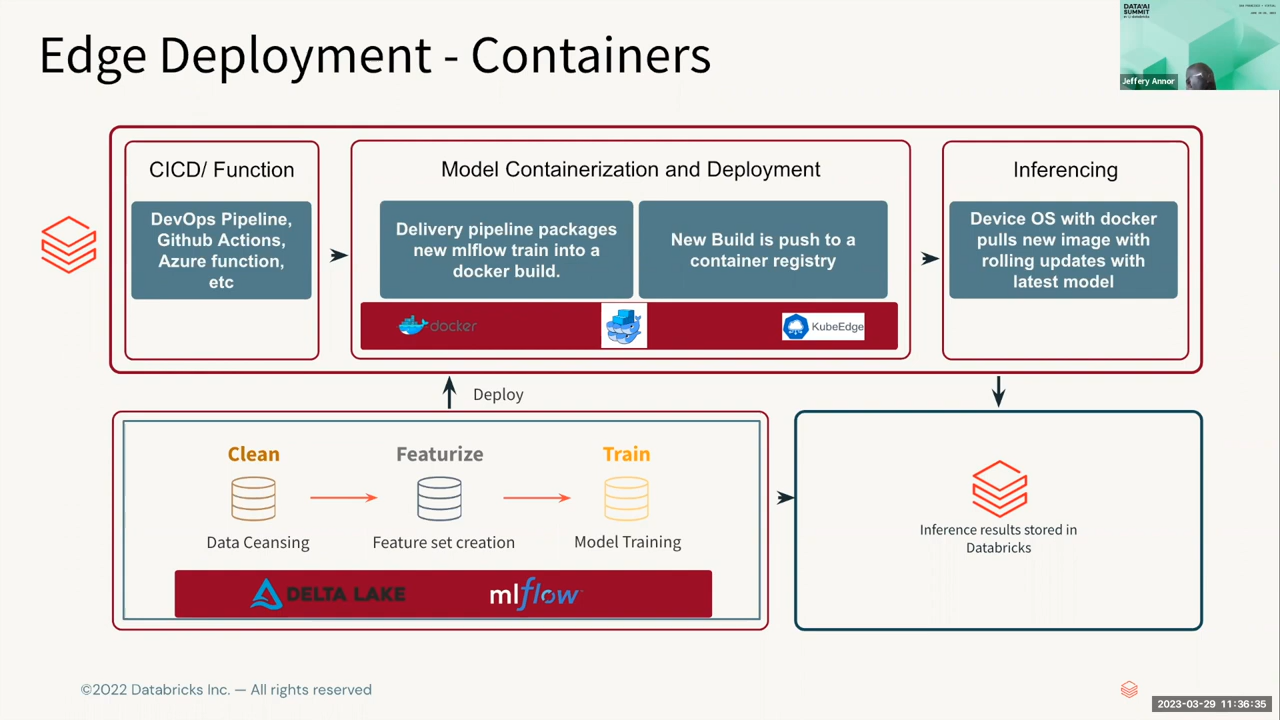 Edge Deployment - Containers
DATA+AI
SUMMIT
Jeffery Annor
CICD/ Function
DevOps Pipeline,
Github Actions,
Azure function,
etc
Model Containerization and Deployment
Delivery pipeline packages
new mlflow train into a
docker build.
New Build is push to a
container registry
docker
KubeEdge
Inferencing
Device OS with docker
pulls new image with
rolling updates with
latest model
Deploy
Clean
Featurize
Train
Data Ceansing
Feature set creation
Model Training
DELTA LAKE
mlflow
Inference results stored in
Databricks
©2022 Databricks Inc. — All rights reserved
2023-03-29 11:36:35